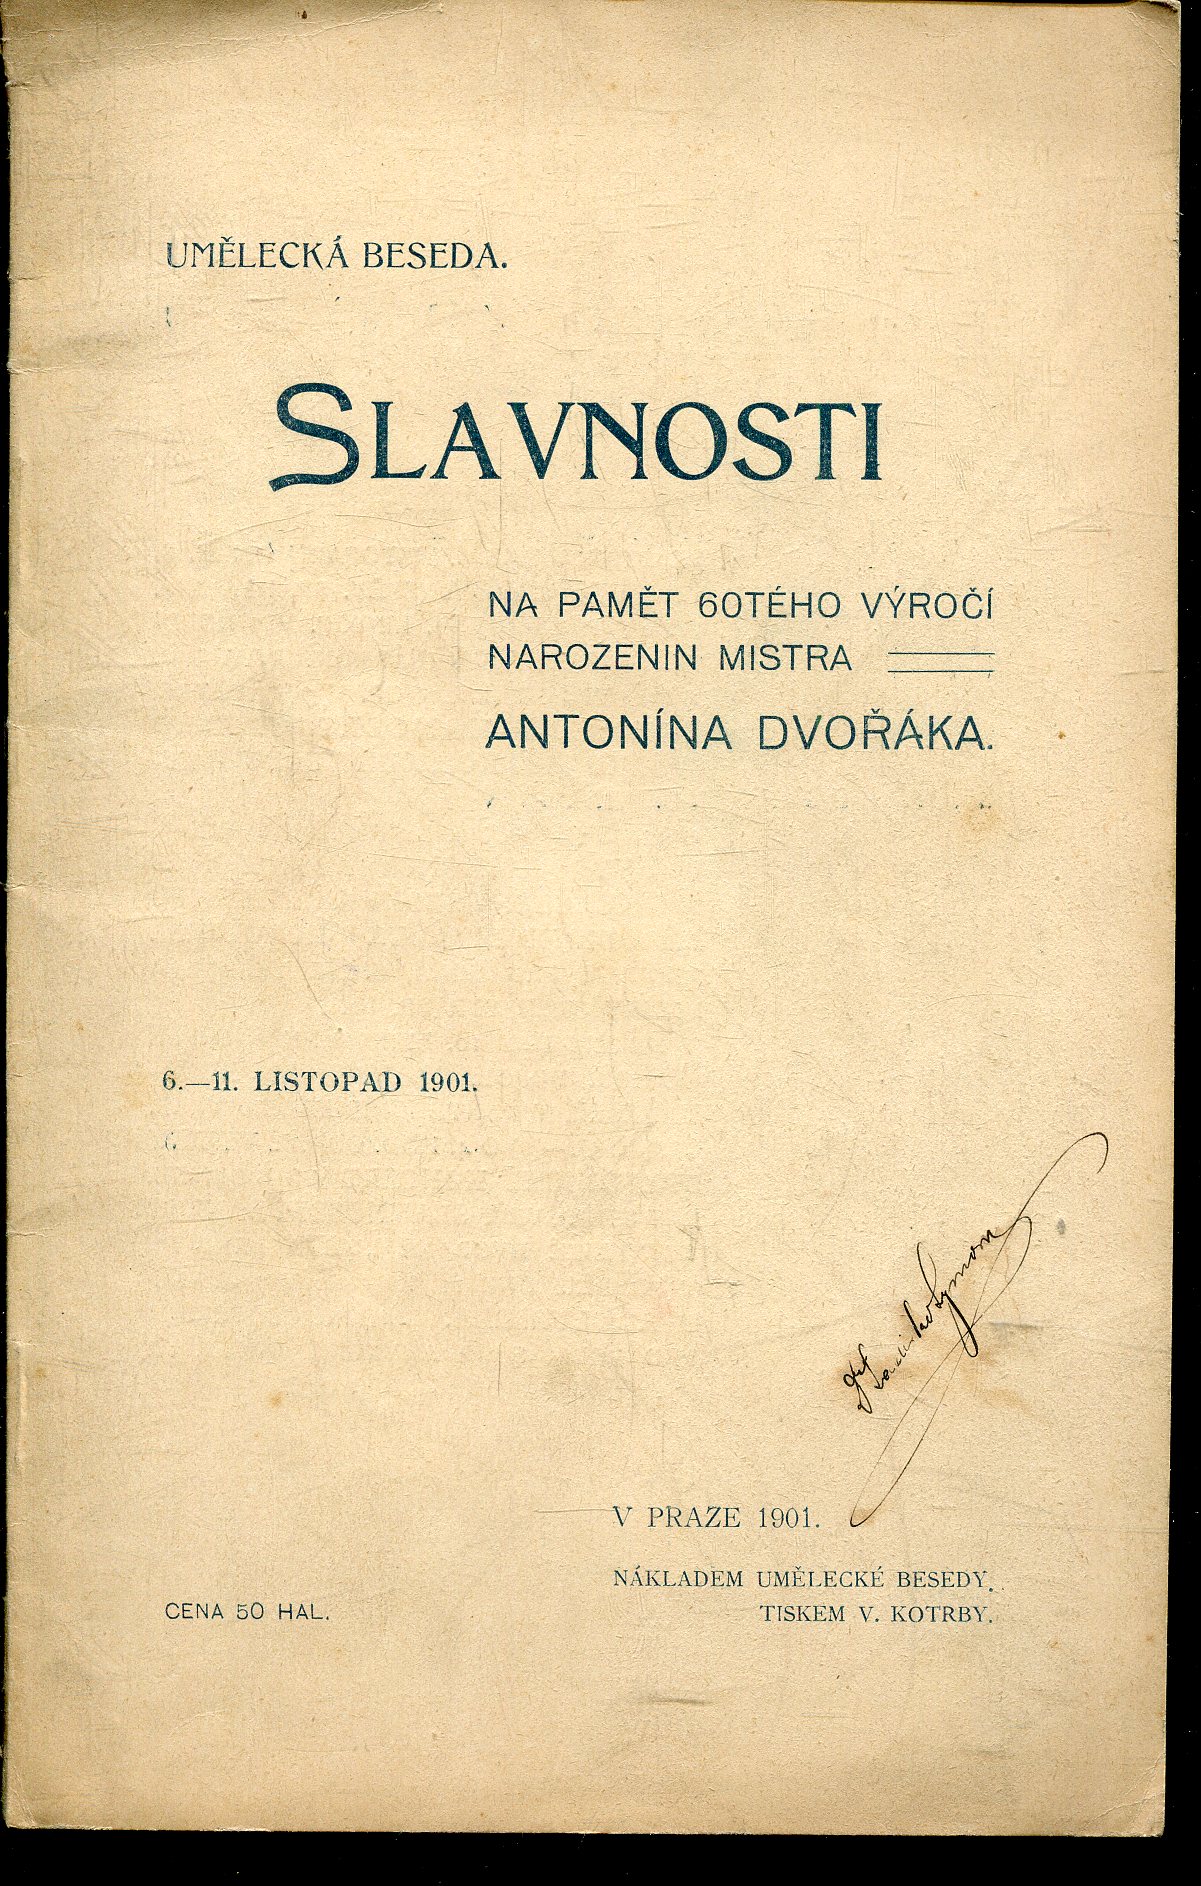 UMĚLECKÁ BESEDA.
SLAVNOSTI
NA PAMĚT 60TÉHO VÝROČÍ
NAROZENIN MISTRA
ANTONÍNA DVOŘÁKA.
6.—11. LISTOPAD 1901.
V PRAZE 1901.
NÁKLADEM UMĚLECKÉ BESEDY.
TISKEM V. KOTRBY.
CENA 50 HAL.